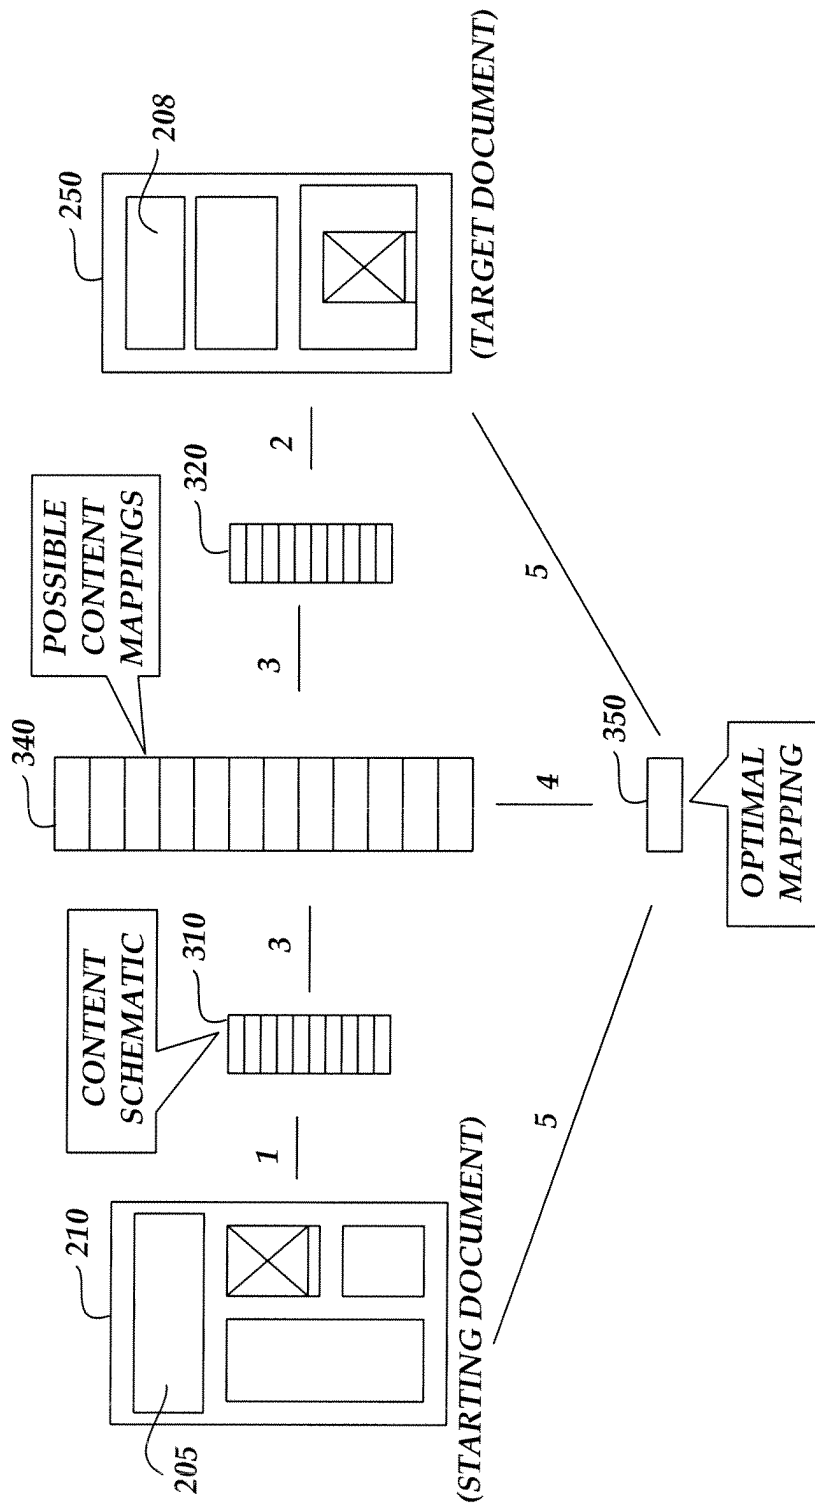 340
POSSIBLE
CONTENT
MAPPINGS
CONTENT
SCHEMATIC
210
250
205
208
310
320
1
3
3
2
(STARTING DOCUMENT)
(TARGET DOCUMENT)
4
5
5
350
OPTIMAL
MAPPING